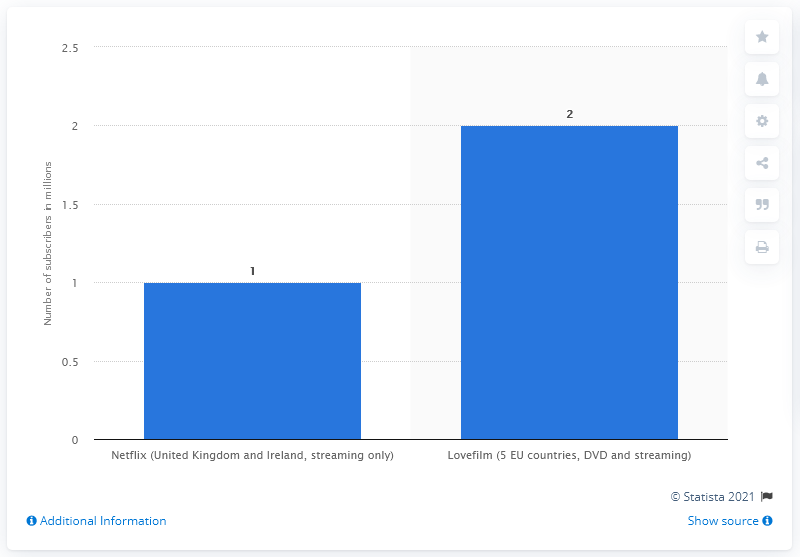 2.5
2
1.5
1
0.5
0
Number of subscribers in millions
1
2
Netflix (United Kingdom and Ireland, streaming only)
Lovefilm (5 EU countries, DVD and streaming)
© Statista 2021
Additional Information
Show source